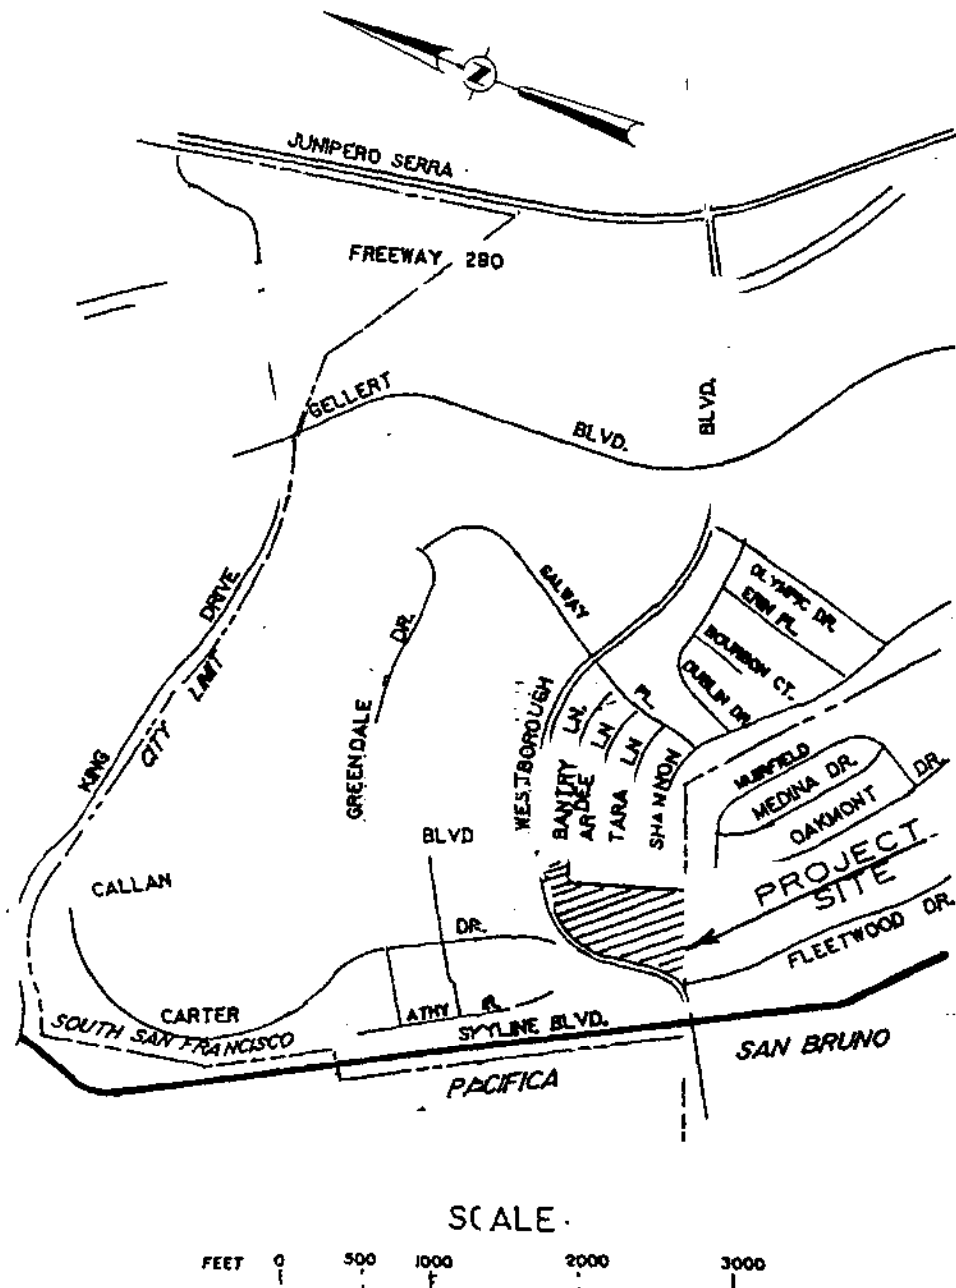 N
JUNIPERO SERRA
FREEWAY 280
GELLERT
BLVD.
BLVD.
GALWAY
PL.
OLYMPIC DR.
ERIN PL.
BOURBON CT.
DUBLIN DR.
KING DRIVE
CITY LIMIT
GREENDALE DR.
WESTBOROUGH
BANTRY LN.
ARDEE LN
TARA LN
SHANNON
MUIRFIELD
MEDINA DR.
OAKMONT DR.
PROJECT
SITE
FLEETWOOD DR.
CALLAN
BLVD
CARTER
DR.
ATHY
SKYLINE BLVD.
SOUTH SAN FRANCISCO
PACIFICA
SAN BRUNO
SCALE
FEET 0 500 1000 2000 3000